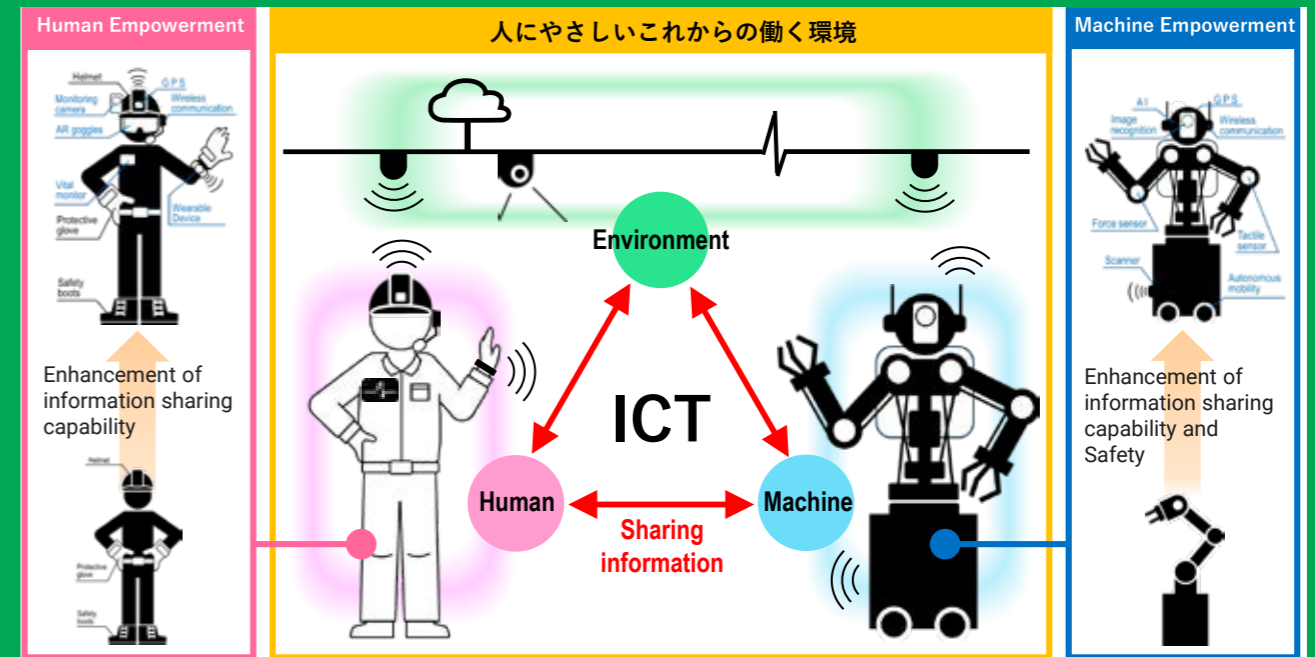 Human Empowerment
Helmet
GPS
Monitoring
camera
Wireless
communication
AR goggles
Vital
monitor
Wearable
Device
Protective
glove
Safety
boots
Enhancement of
information sharing
capability
Helmet
Protective
glove
Safety
boots
人にやさしいこれからの働く環境
Environment
ICT
Human
Machine
Sharing
information
Machine Empowerment
AI
GPS
Image
recognition
Wireless
communication
Force sensor
Tactile
sensor
Scanner
Autonomous
mobility
Enhancement of
information sharing
capability and
Safety